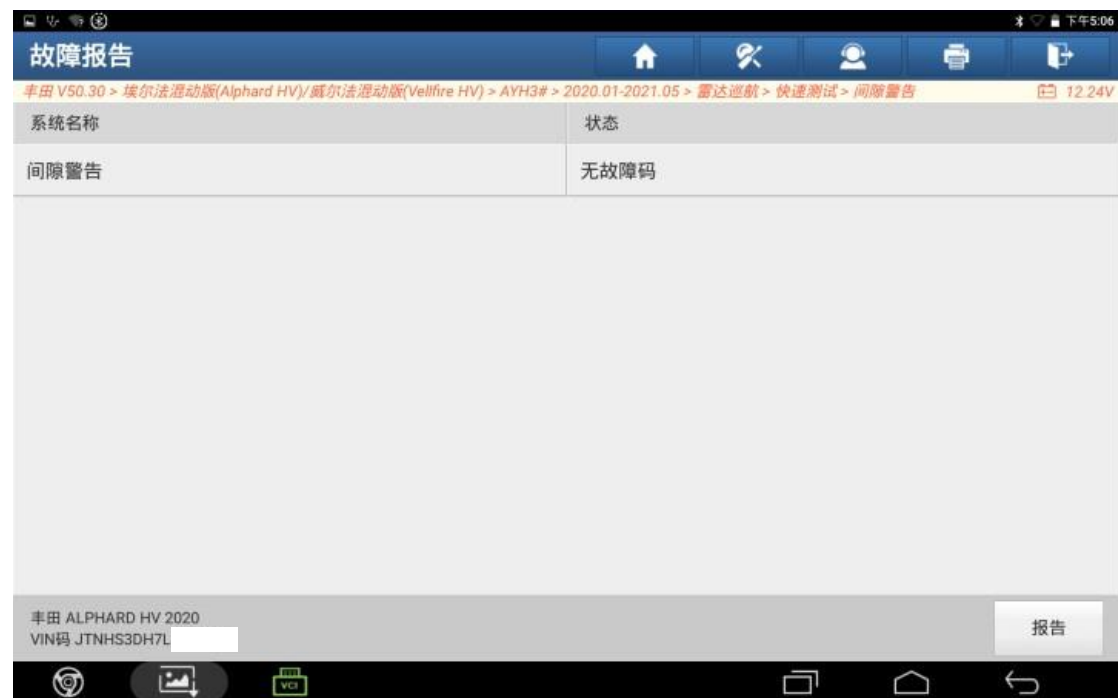 下午5:06
故障报告
丰田 V50.30 > 埃尔法混动版(Alphard HV)/威尔法混动版(Vellfire HV) > AYH3# > 2020.01-2021.05 > 雷达巡航 > 快速测试 > 间隙警告 12.24V
系统名称 状态
间隙警告 无故障码
丰田 ALPHARD HV 2020
VIN码 JTNHS3DH7L
报告
VCI